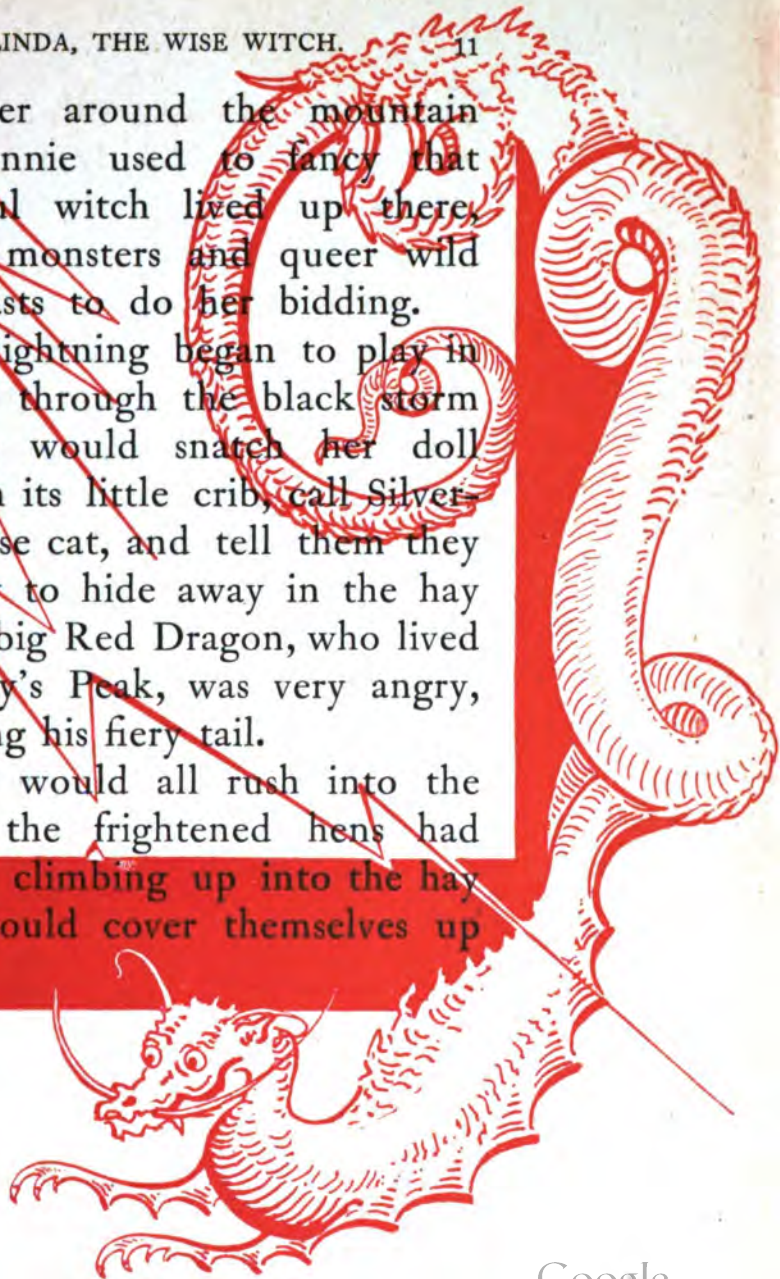 LINDA, THE WISE WITCH. 11
er around the mountain
nnie used to fancy that
ul witch lived up there,
monsters and queer wild
sts to do her bidding.
ightning began to play in
through the black storm
would snatch her doll
n its little crib, call Silver-
se cat, and tell them they
to hide away in the hay
big Red Dragon, who lived
y's Peak, was very angry,
ng his fiery tail.
would all rush into the
the frightened hens had
climbing up into the hay
ould cover themselves up
Google